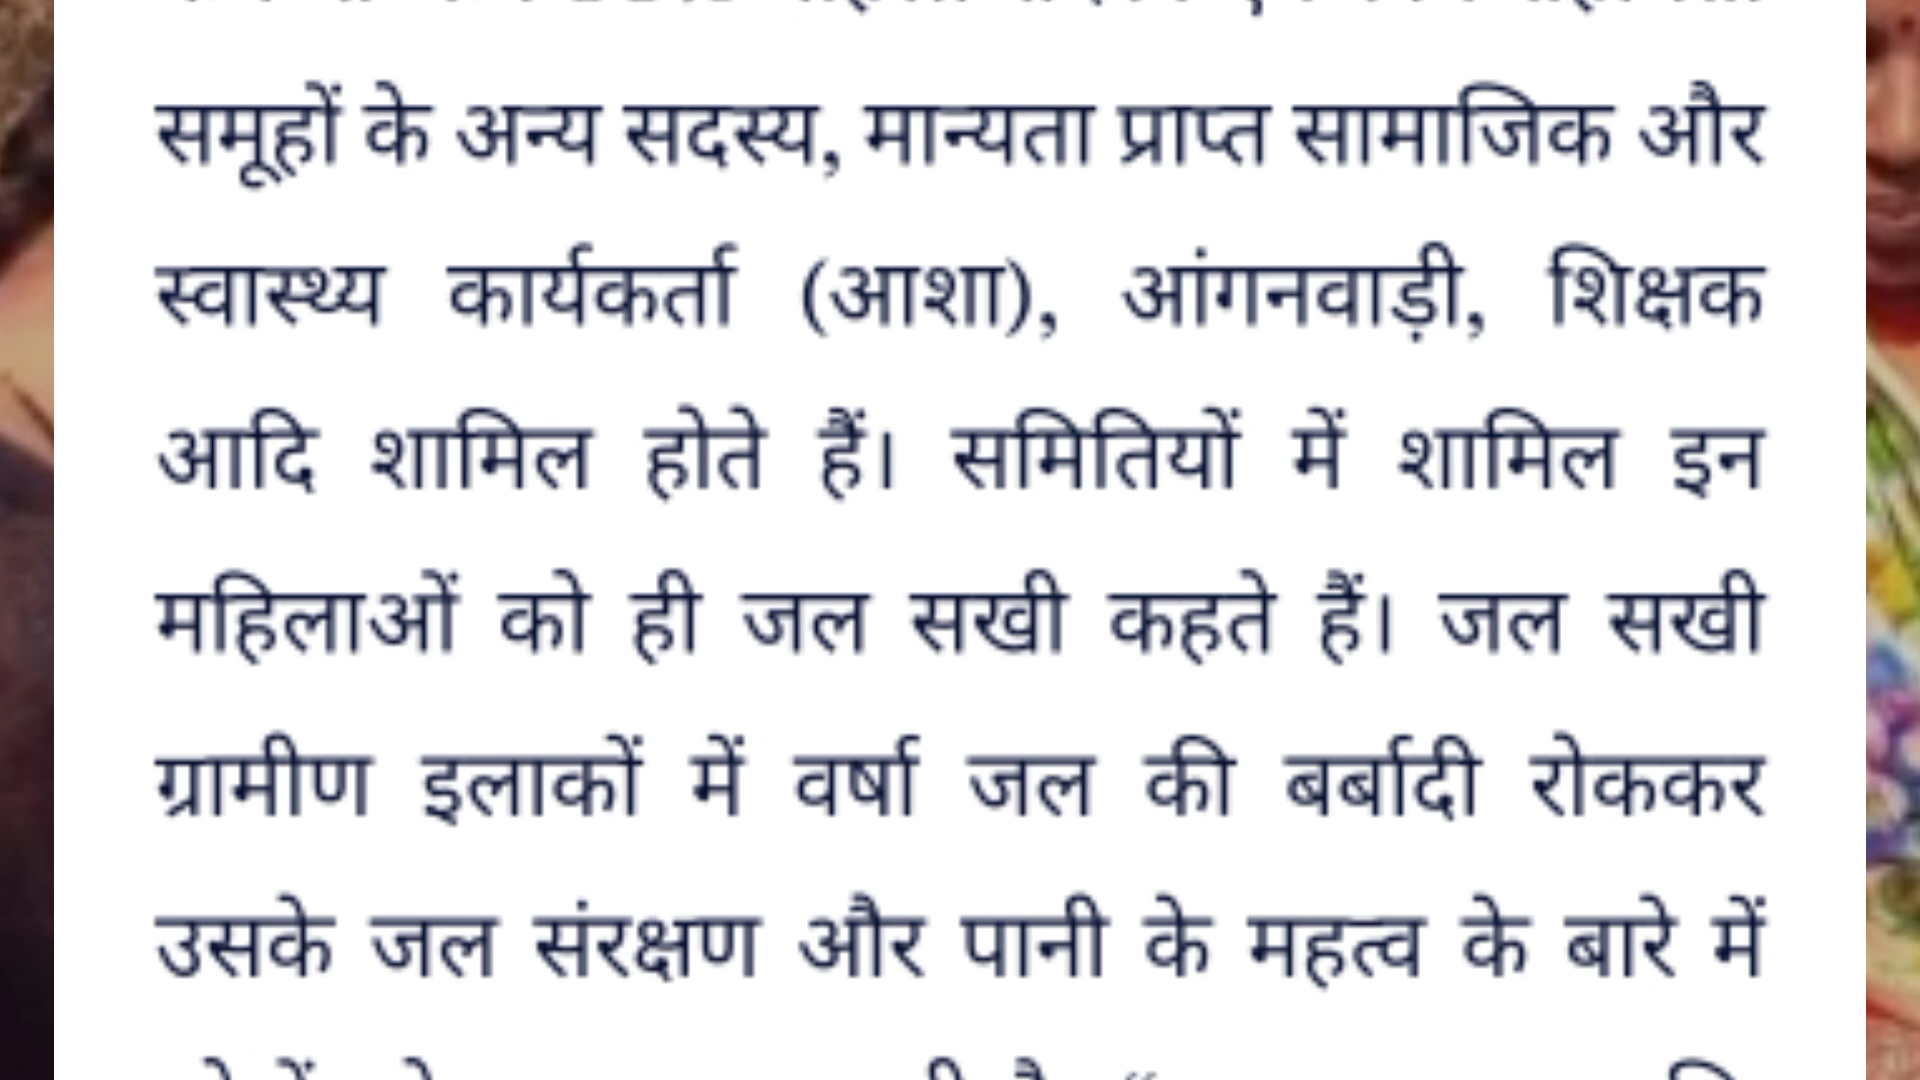 समूहों के अन्य सदस्य, मान्यता प्राप्त सामाजिक और
स्वास्थ्य कार्यकर्ता (आशा), आंगनवाड़ी, शिक्षक
आदि शामिल होते हैं। समितियों में शामिल इन
महिलाओं को ही जल सखी कहते हैं। जल सखी
ग्रामीण इलाकों में वर्षा जल की बर्बादी रोककर
उसके जल संरक्षण और पानी के महत्व के बारे में